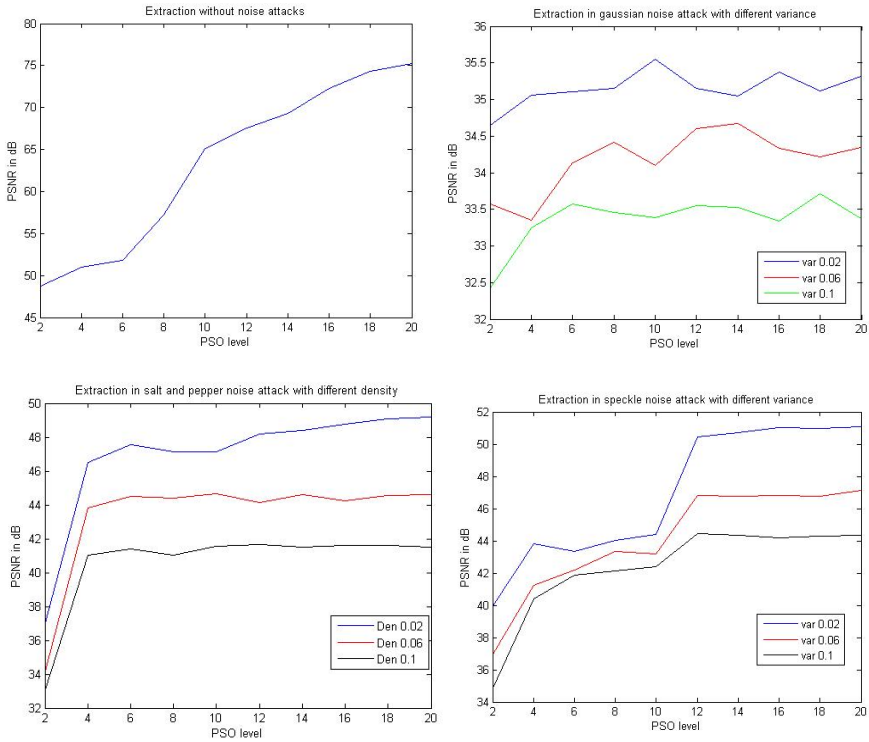 Extraction without noise attacks
80
75
70
65
60
55
50
45
PSNR in dB
2 4 6 8 10 12 14 16 18 20
PSO level
Extraction in gaussian noise attack with different variance
36
35.5
35
34.5
34
33.5
33
32.5
32
PSNR in dB
var 0.02
var 0.06
var 0.1
2 4 6 8 10 12 14 16 18 20
PSO level
Extraction in salt and pepper noise attack with different density
50
48
46
44
42
40
38
36
34
32
PSNR in dB
Den 0.02
Den 0.06
Den 0.1
2 4 6 8 10 12 14 16 18 20
PSO level
Extraction in speckle noise attack with different variance
52
50
48
46
44
42
40
38
36
34
PSNR in dB
var 0.02
var 0.06
var 0.1
2 4 6 8 10 12 14 16 18 20
PSO level